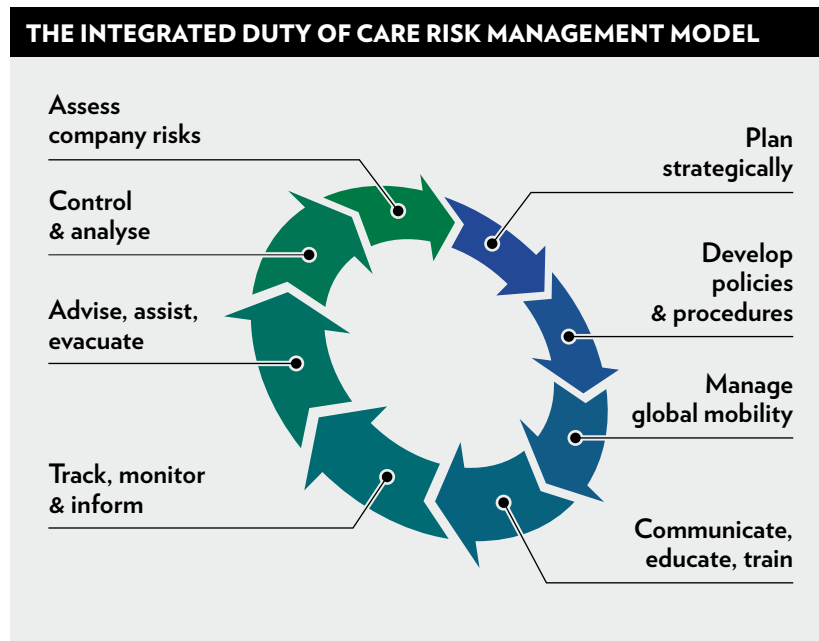 THE INTEGRATED DUTY OF CARE RISK MANAGEMENT MODEL
Assess
company risks
Plan
strategically
Develop
policies
& procedures
Manage
global mobility
Communicate,
educate, train
Track, monitor
& inform
Advise, assist,
evacuate
Control
& analyse